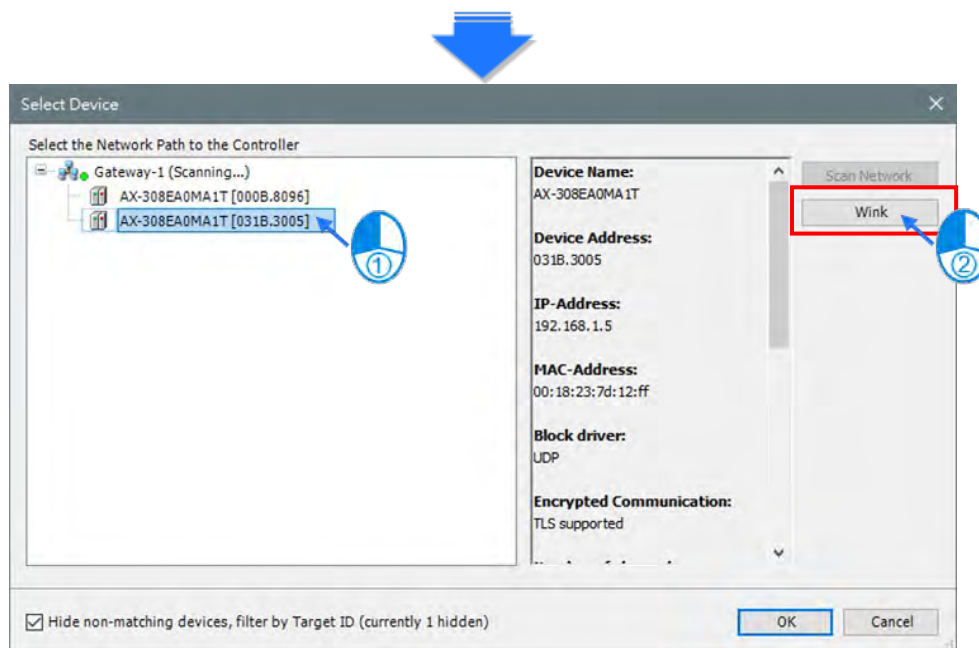 Select Device
Select the Network Path to the Controller
Gateway-1 (Scanning...)
AX-308EA0MA1T [000B.8096]
AX-308EA0MA1T [031B.3005]
①
Device Name:
AX-308EA0MA1T
Device Address:
031B.3005
IP-Address:
192.168.1.5
MAC-Address:
00:18:23:7d:12:ff
Block driver:
UDP
Encrypted Communication:
TLS supported
Scan Network
Wink
②
Hide non-matching devices, filter by Target ID (currently 1 hidden)
OK
Cancel